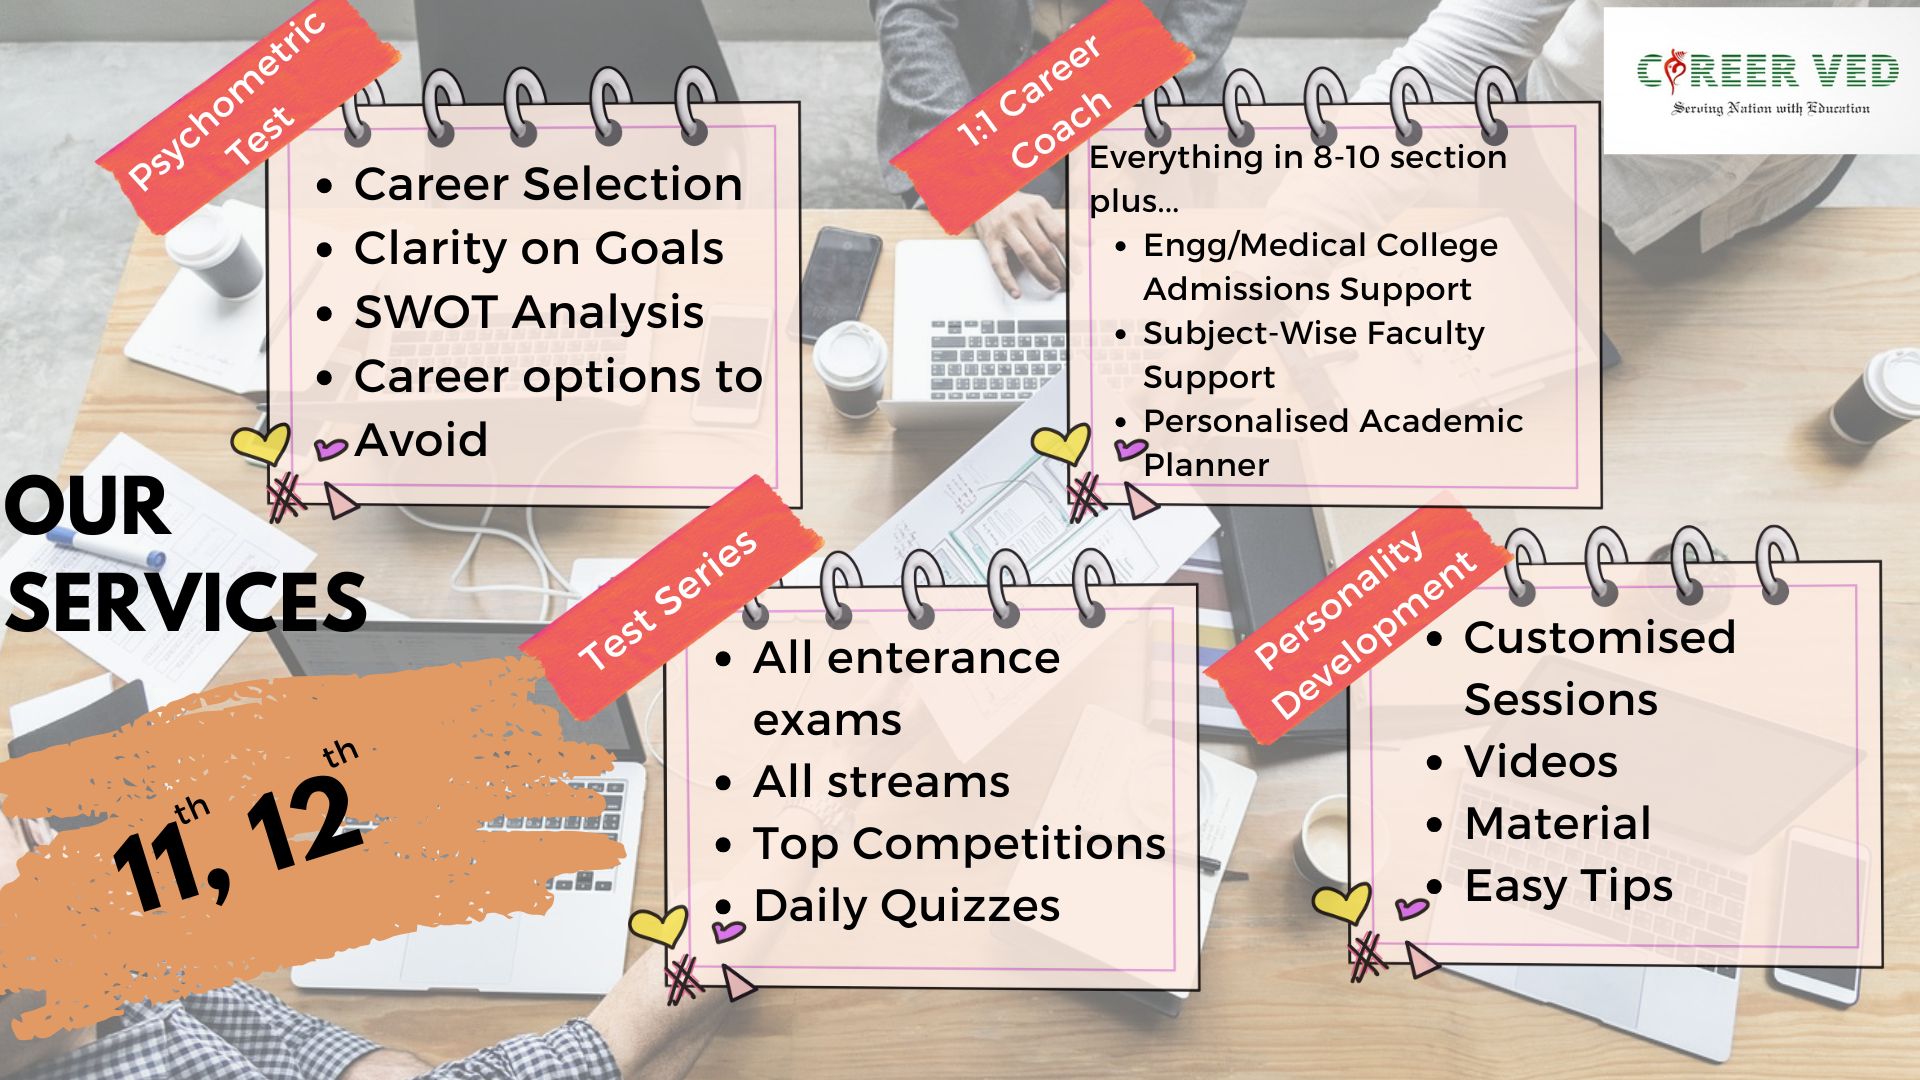 CAREER VED
Serving Nation with Education
Psychometric
Test
• Career Selection
• Clarity on Goals
• SWOT Analysis
• Career options to
Avoid
1:1 Career
Coach
Everything in 8-10 section
plus...
• Engg/Medical College
Admissions Support
• Subject-Wise Faculty
Support
• Personalised Academic
Planner
OUR
SERVICES
11th, 12th
Test Series
• All enterance
exams
• All streams
• Top Competitions
• Daily Quizzes
Personality
Development
• Customised
Sessions
• Videos
• Material
• Easy Tips